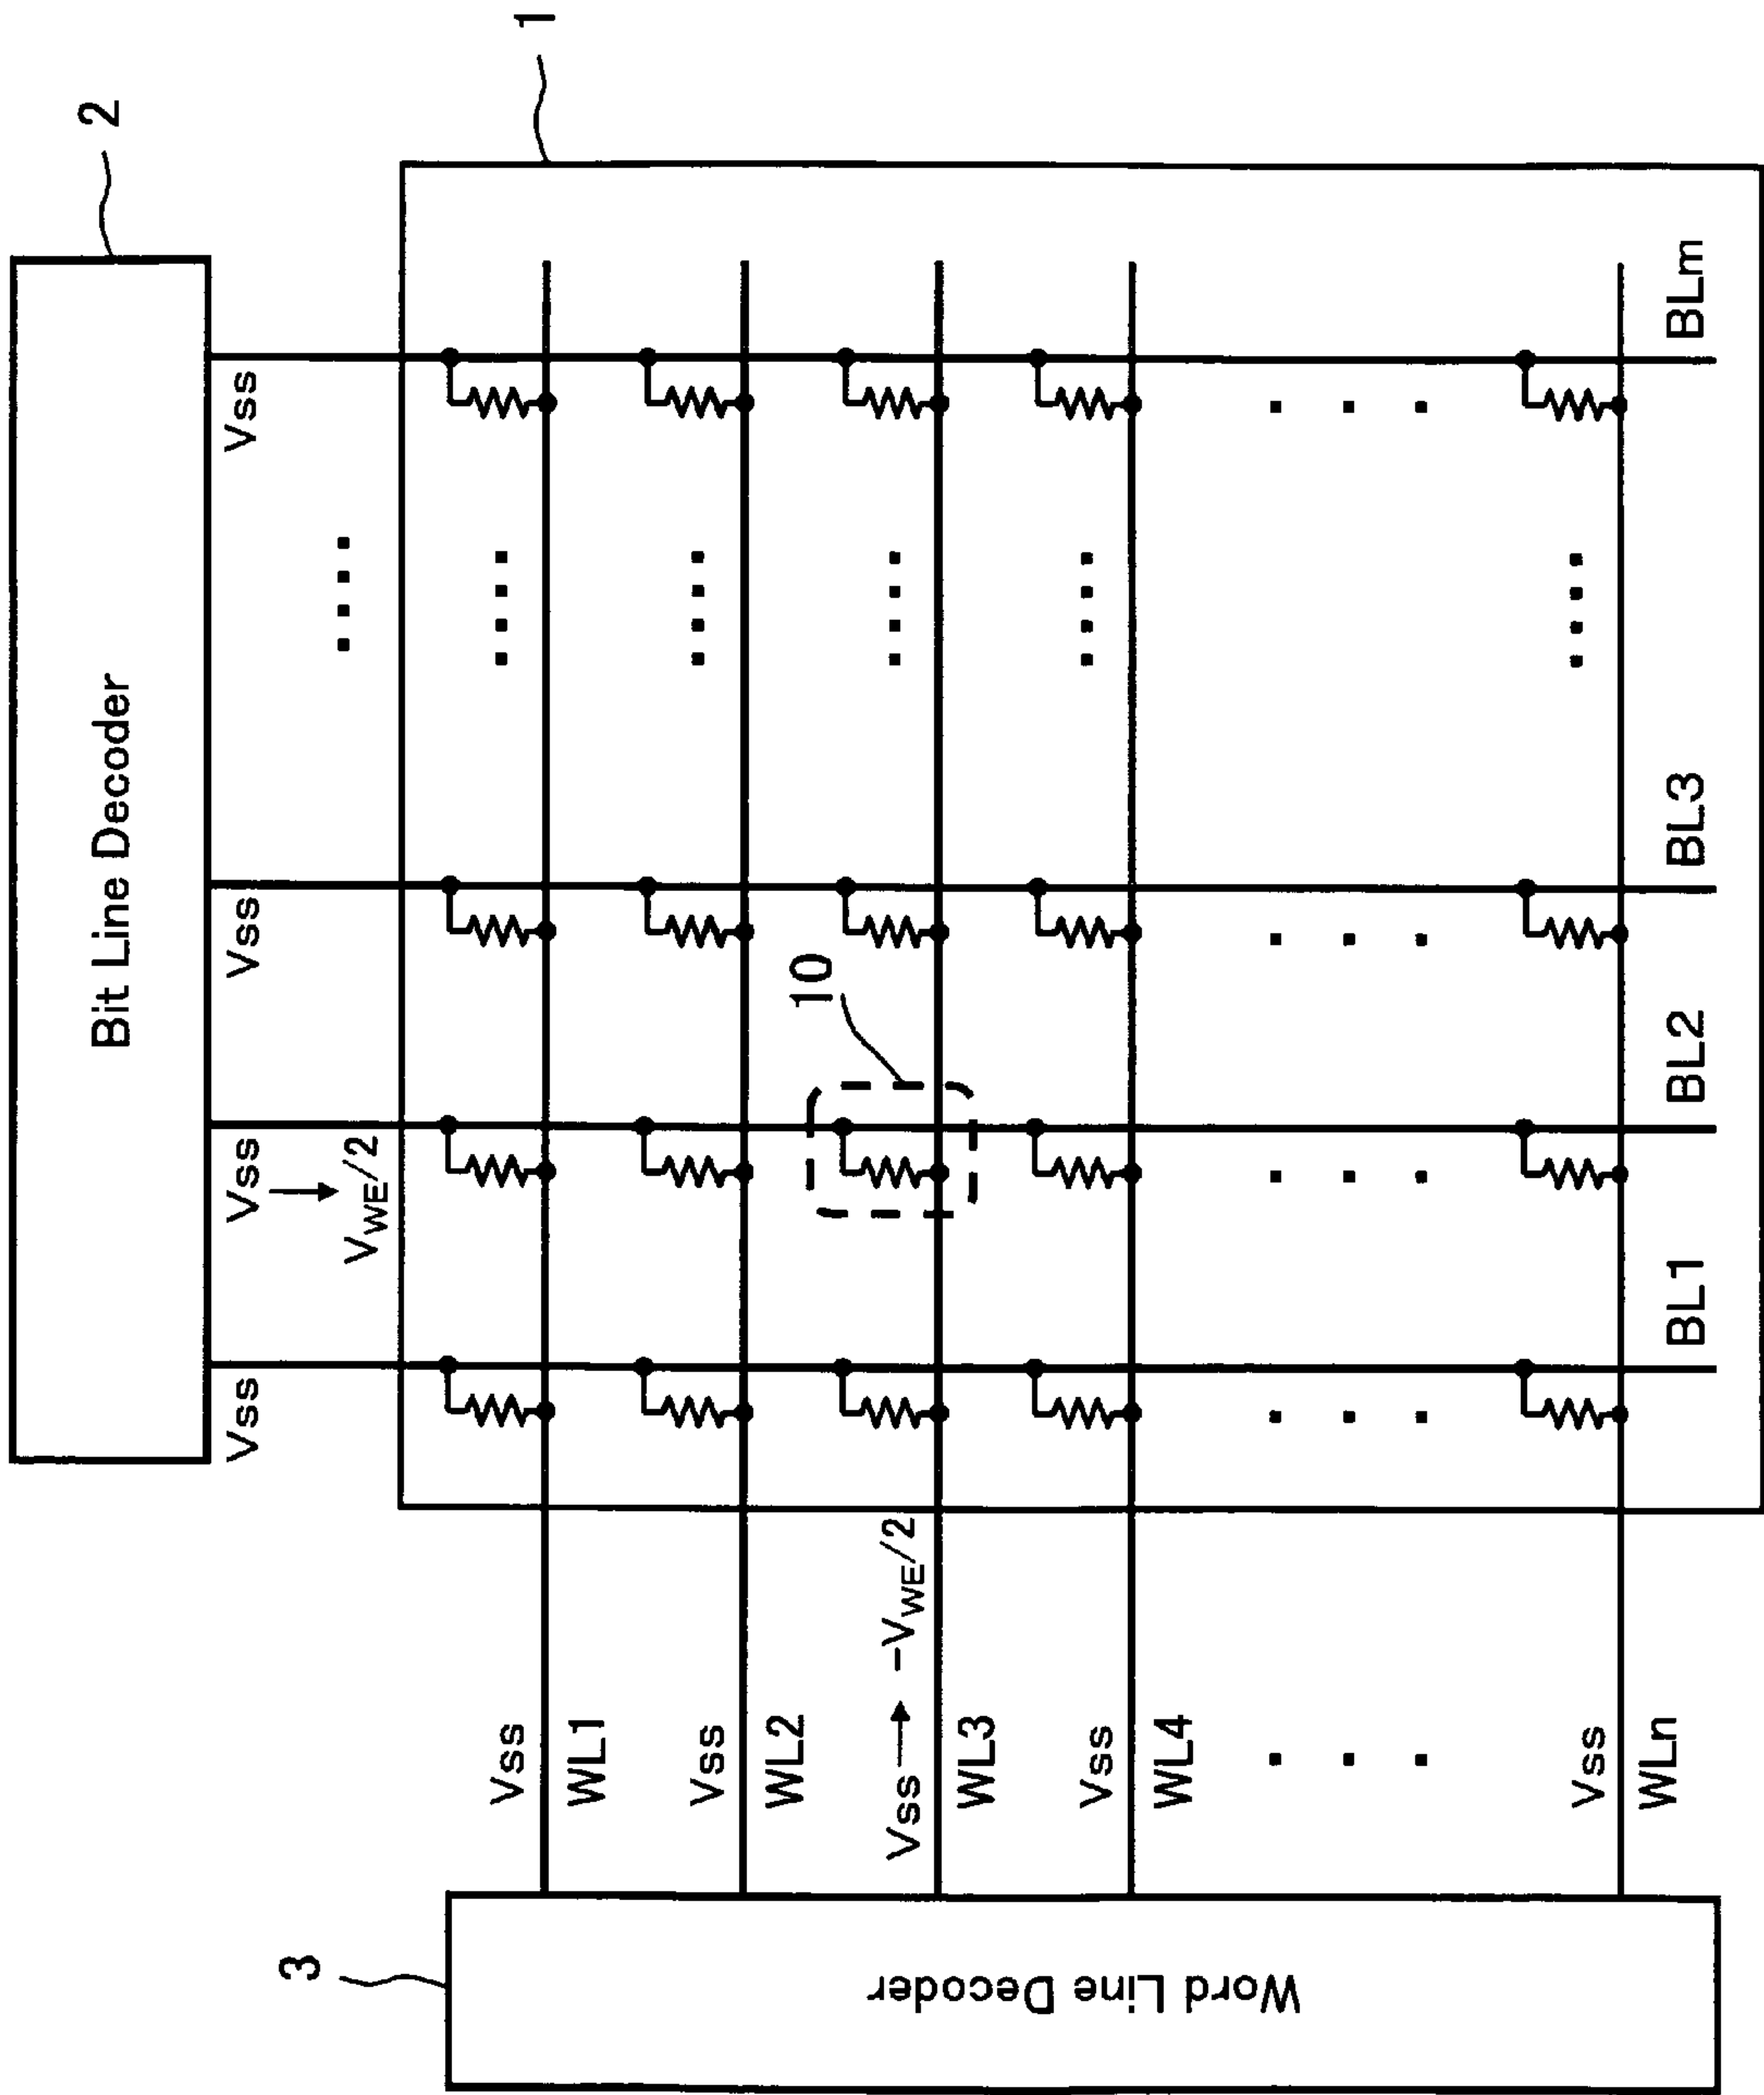 2
Bit Line Decoder
1
Vss
Vss
VWE/2
Vss
Vss
10
3
Word Line Decoder
Vss
WL1
Vss
WL2
Vss
-VWE/2
WL3
Vss
WL4
Vss
WLn
BL1
BL2
BL3
BLm